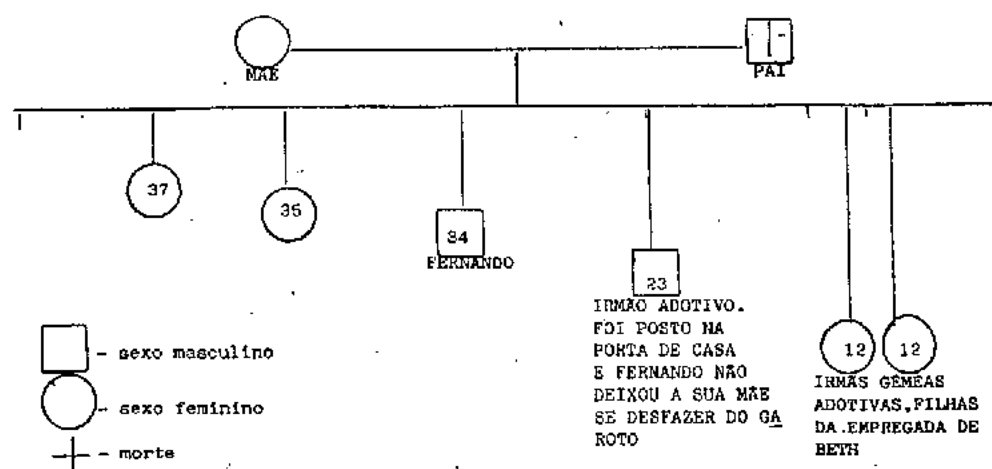 MÃE
PAI
37
35
34
FERNANDO
23
IRMÃO ADOTIVO.
FOI POSTO NA
PORTA DE CASA
E FERNANDO NÃO
DEIXOU A SUA MÃE
SE DESFAZER DO GA
ROTO
12 12
IRMÃS GÊMEAS
ADOTIVAS, FILHAS
DA EMPREGADA DE
BETH
- sexo masculino
- sexo feminino
- morte